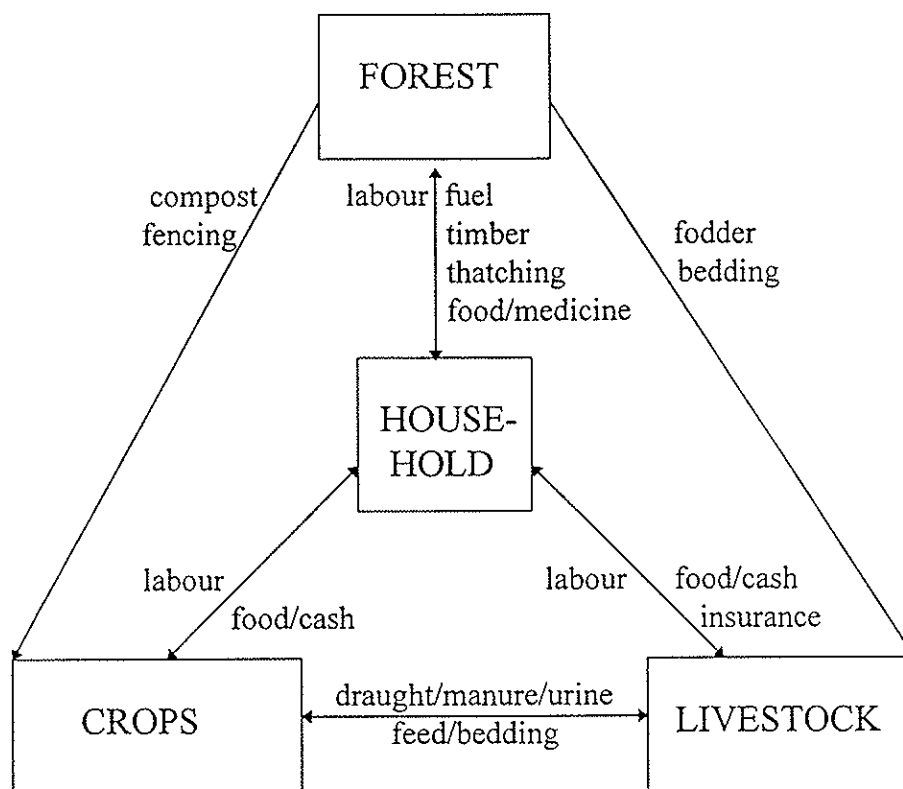 FOREST
compost
fencing
labour
fuel
timber
thatching
food/medicine
fodder
bedding
HOUSE-
HOLD
labour
food/cash
labour
food/cash
insurance
CROPS
draught/manure/urine
feed/bedding
LIVESTOCK